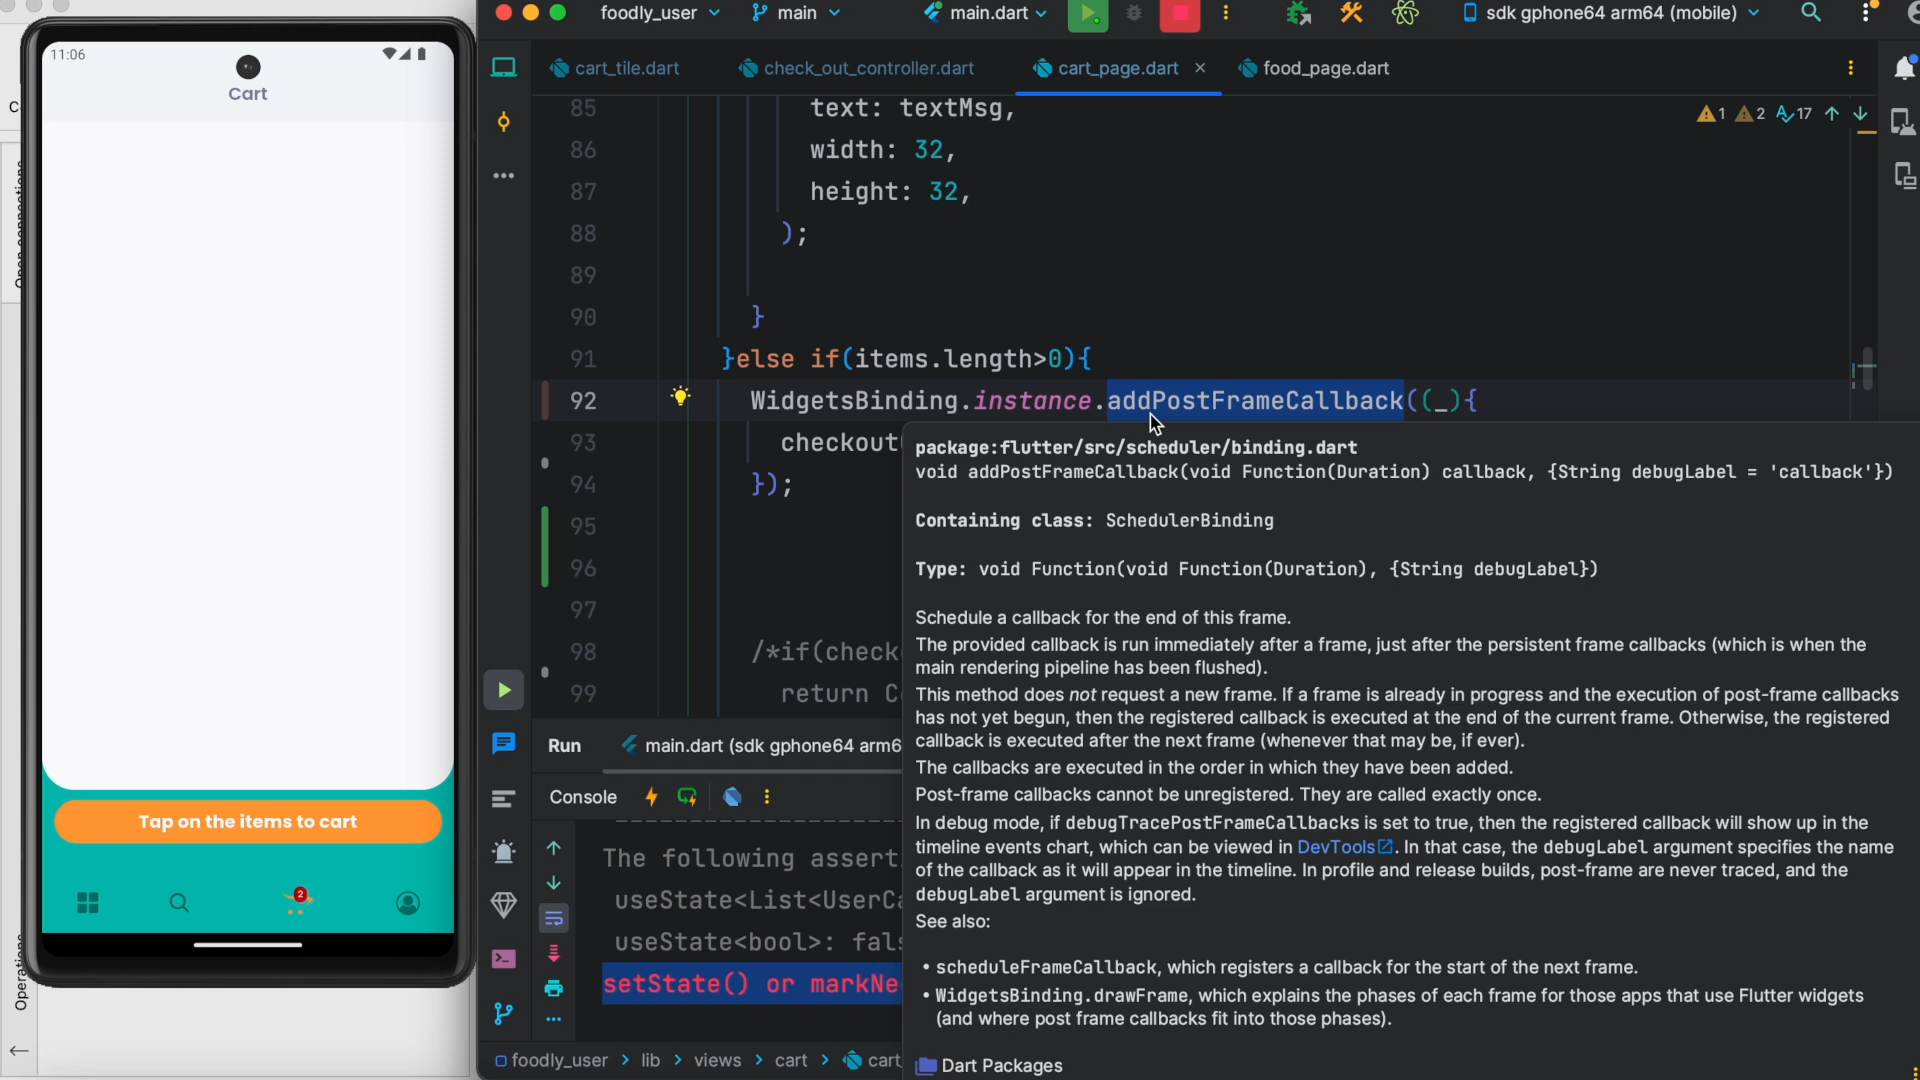 foodly_user
main
main.dart
sdk gphone64 arm64 (mobile)
11:06
Cart
Tap on the items to cart
2
Open connections
Operations
cart_tile.dart
check_out_controller.dart
cart_page.dart
food_page.dart
1
2
17
85 text: textMsg,
86 width: 32,
87 height: 32,
88 );
89
90 }
91 }else if(items.length>0){
92 WidgetsBinding.instance.addPostFrameCallback((_){
93 checkout
94 });
95
96
97
98 /*if(check
99 return C
package:flutter/src/scheduler/binding.dart
void addPostFrameCallback(void Function(Duration) callback, {String debugLabel = 'callback'})
Containing class: SchedulerBinding
Type: void Function(void Function(Duration), {String debugLabel})
Schedule a callback for the end of this frame.
The provided callback is run immediately after a frame, just after the persistent frame callbacks (which is when the
main rendering pipeline has been flushed).
This method does not request a new frame. If a frame is already in progress and the execution of post-frame callbacks
has not yet begun, then the registered callback is executed at the end of the current frame. Otherwise, the registered
callback is executed after the next frame (whenever that may be, if ever).
The callbacks are executed in the order in which they have been added.
Post-frame callbacks cannot be unregistered. They are called exactly once.
In debug mode, if debugTracePostFrameCallbacks is set to true, then the registered callback will show up in the
timeline events chart, which can be viewed in DevTools. In that case, the debugLabel argument specifies the name
of the callback as it will appear in the timeline. In profile and release builds, post-frame are never traced, and the
debugLabel argument is ignored.
See also:
• scheduleFrameCallback, which registers a callback for the start of the next frame.
• WidgetsBinding.drawFrame, which explains the phases of each frame for those apps that use Flutter widgets
(and where post frame callbacks fit into those phases).
Dart Packages
Run
main.dart (sdk gphone64 arm6
Console
The following assert
useState<List<UserCa
useState<bool>: fals
setState() or markNe
foodly_user > lib > views > cart > cart